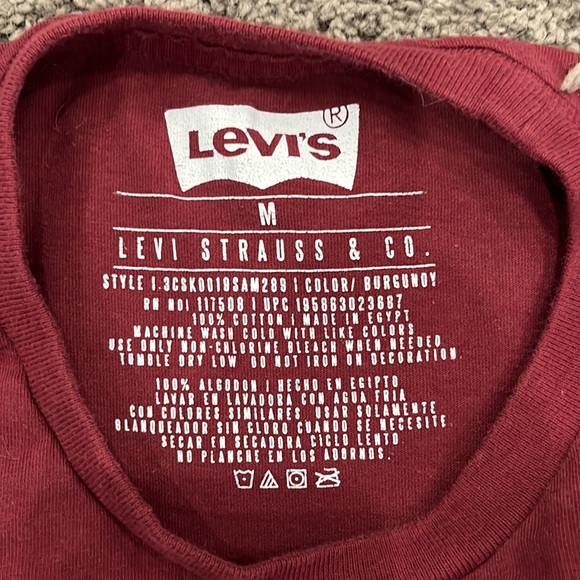 LEVI'S®
M
LEVI STRAUSS & CO.
STYLE | 3CSK0019SAM289 | COLOR/ BURGUNDY
RN NO: 117508 | UPC 195863023887
100% COTTON | MADE IN EGYPT
MACHINE WASH COLD WITH LIKE COLORS
USE ONLY NON-CHLORINE BLEACH WHEN NEEDED
TUMBLE DRY LOW. DO NOT IRON ON DECORATION.
100% ALGODON | HECHO EN EGIPTO
LAVAR EN LAVADORA CON AGUA FRIA
CON COLORES SIMILARES. USAR SOLAMENTE
BLANQUEADOR SIN CLORO CUANDO SE NECESITE.
SECAR EN SECADORA CICLO LENTO
NO PLANCHE EN LOS ADORNOS.